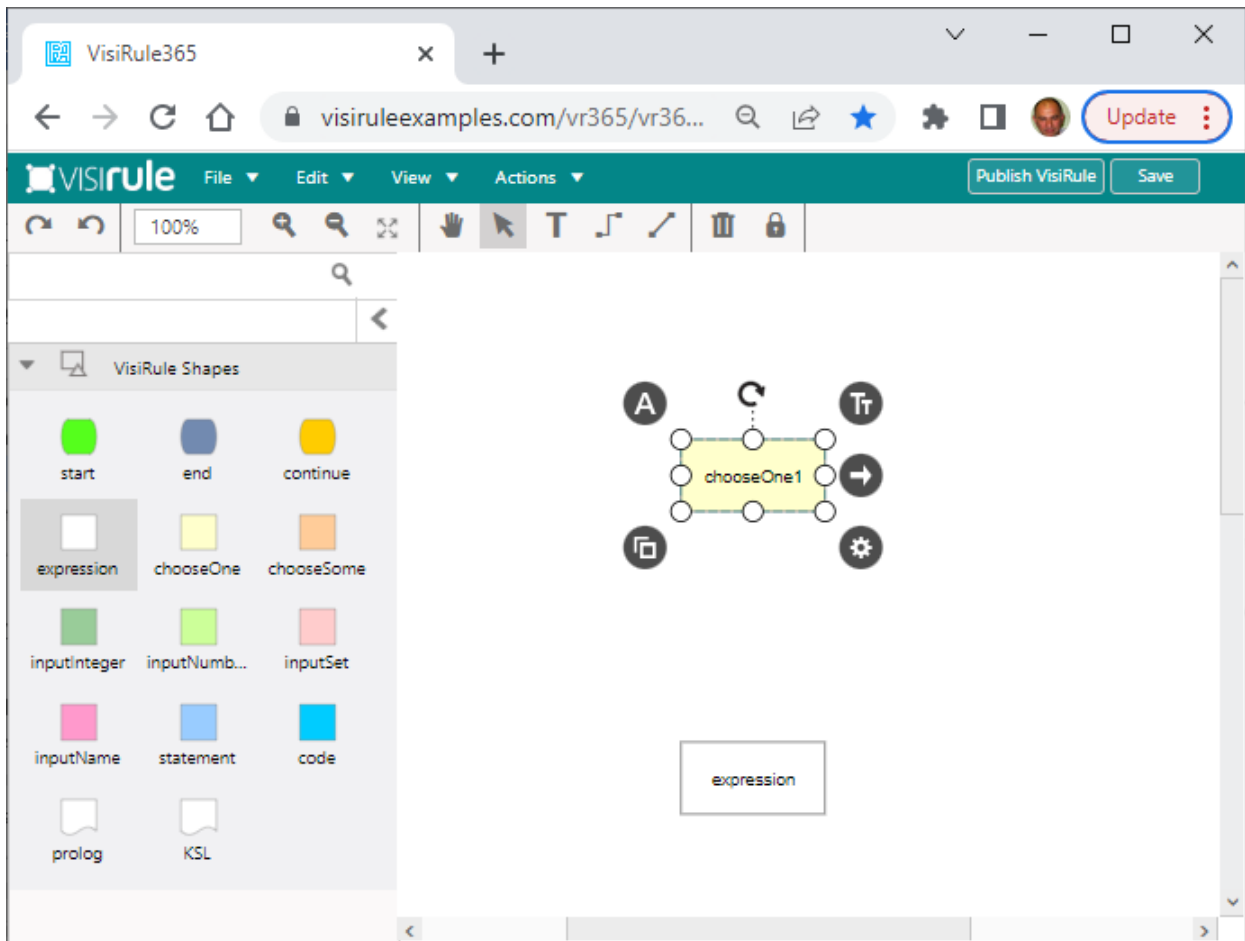 VisiRule365
visiruleexamples.com/vr365/vr36...
Update
VISIrule File Edit View Actions Publish VisiRule Save
100% T
VisiRule Shapes
A TT
chooseOne1
start end continue
expression chooseOne chooseSome
inputInteger inputNumb... inputSet
inputName statement code
expression
prolog KSL